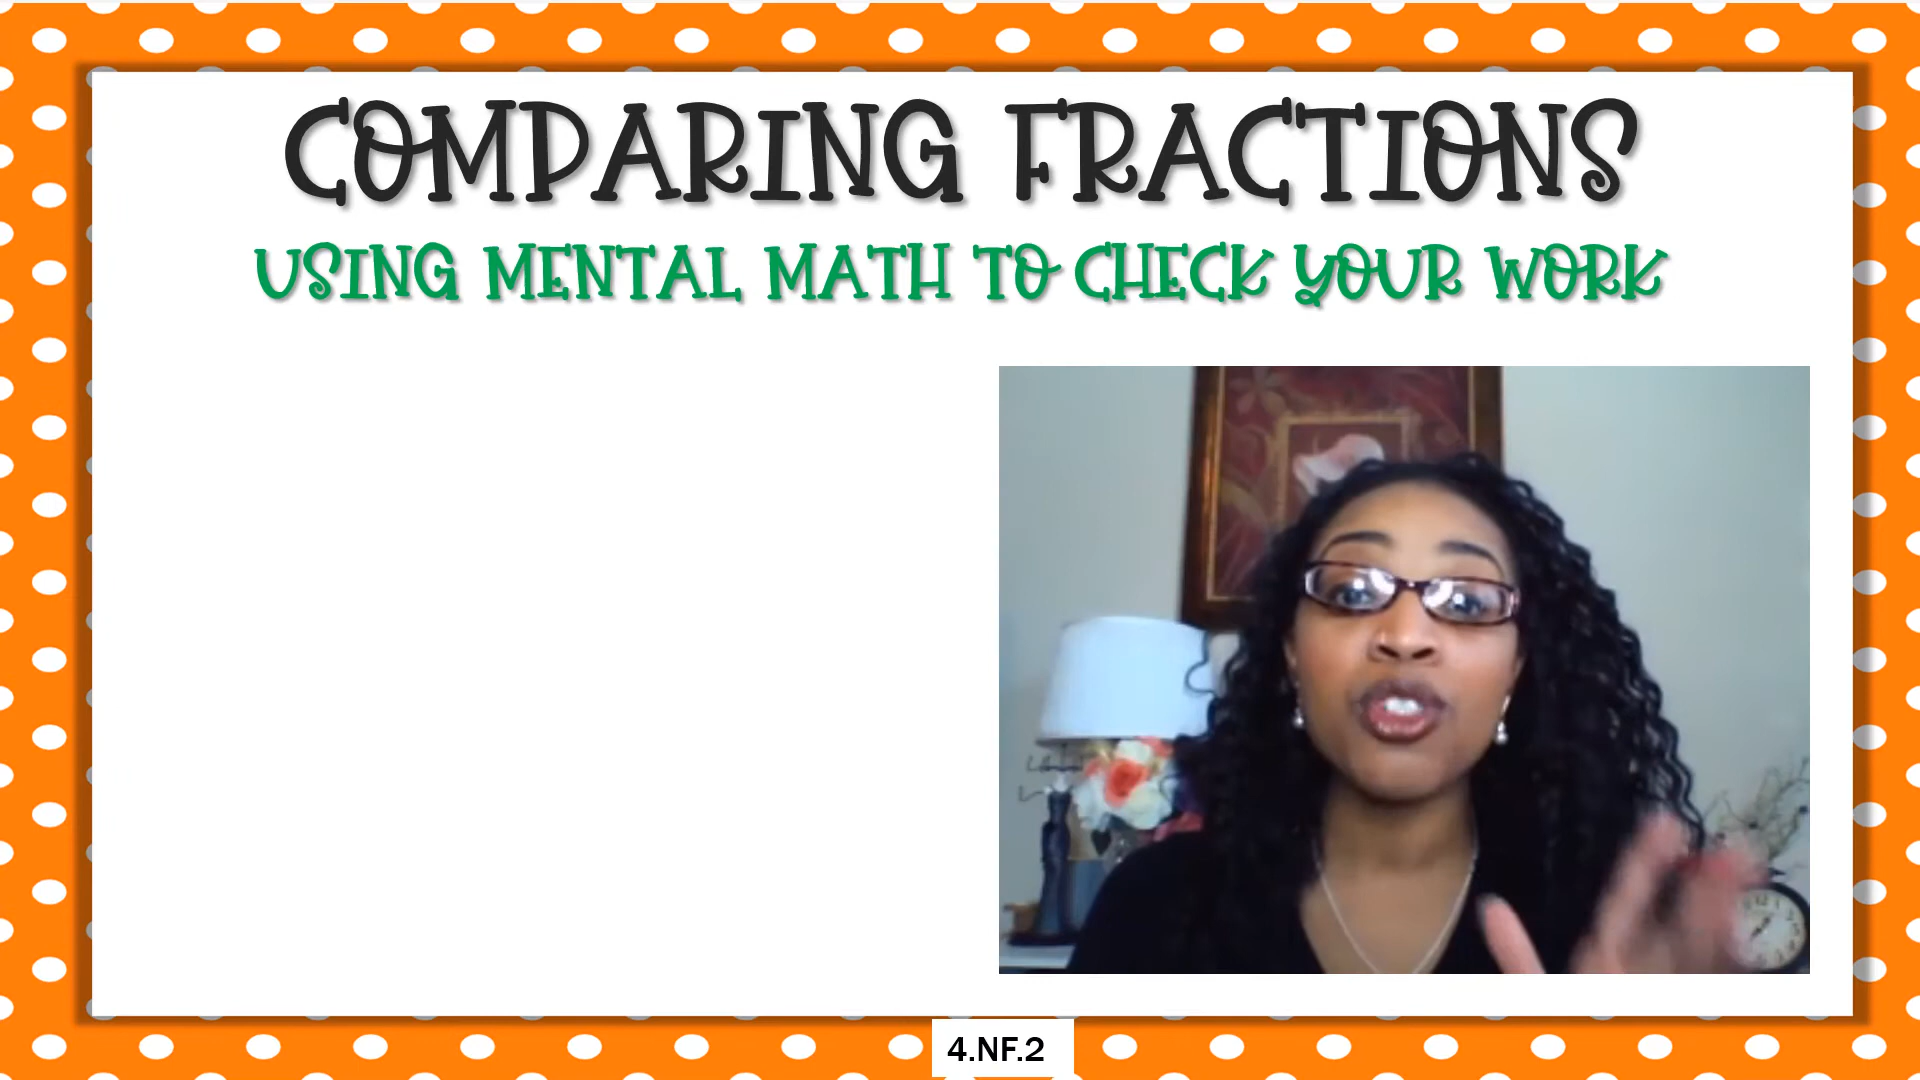 COMPARING FRACTIONS
USING MENTAL MATH TO CHECK YOUR WORK
4.NF.2